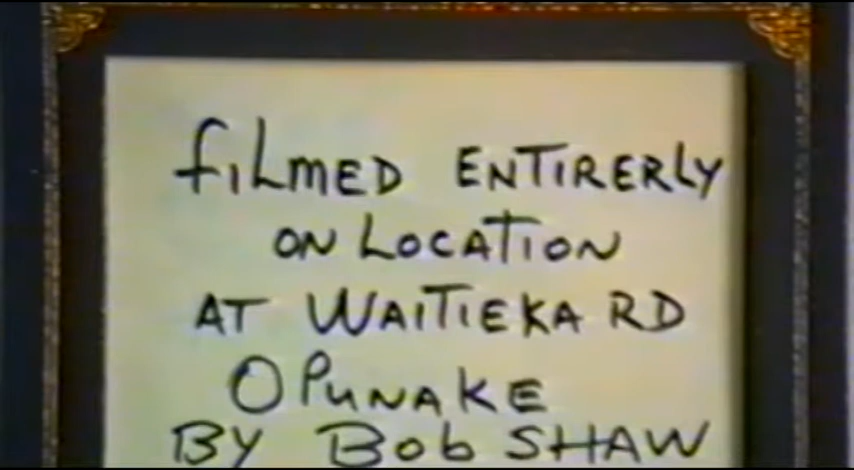 FILMED ENTIRERLY
ON LOCATION
AT WAITIEKA RD
OPUNAKE
BY BOB SHAW